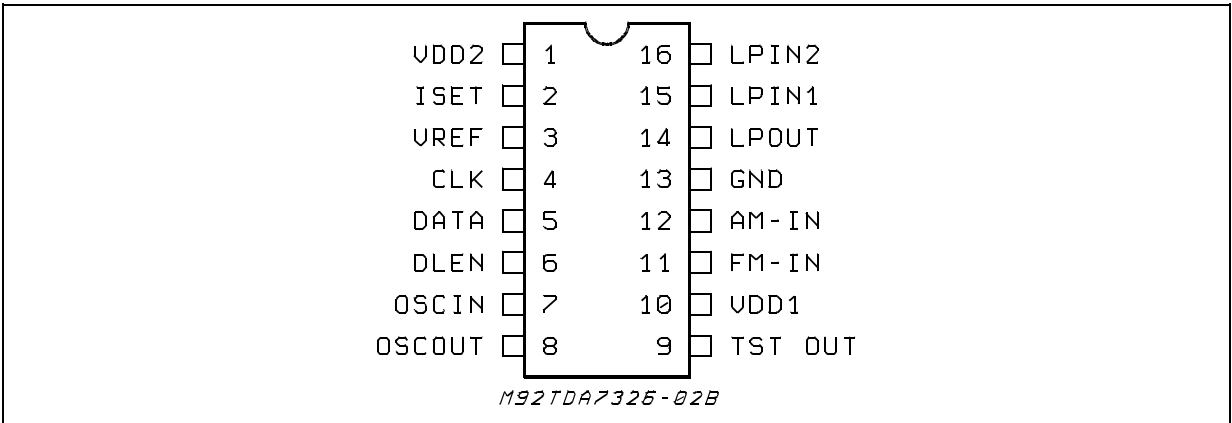 VDD2 1 16 LPIN2
ISET 2 15 LPIN1
VREF 3 14 LPOUT
CLK 4 13 GND
DATA 5 12 AM-IN
DLEN 6 11 FM-IN
OSCIN 7 10 VDD1
OSCOUT 8 9 TST OUT
M92TDA7326-02B